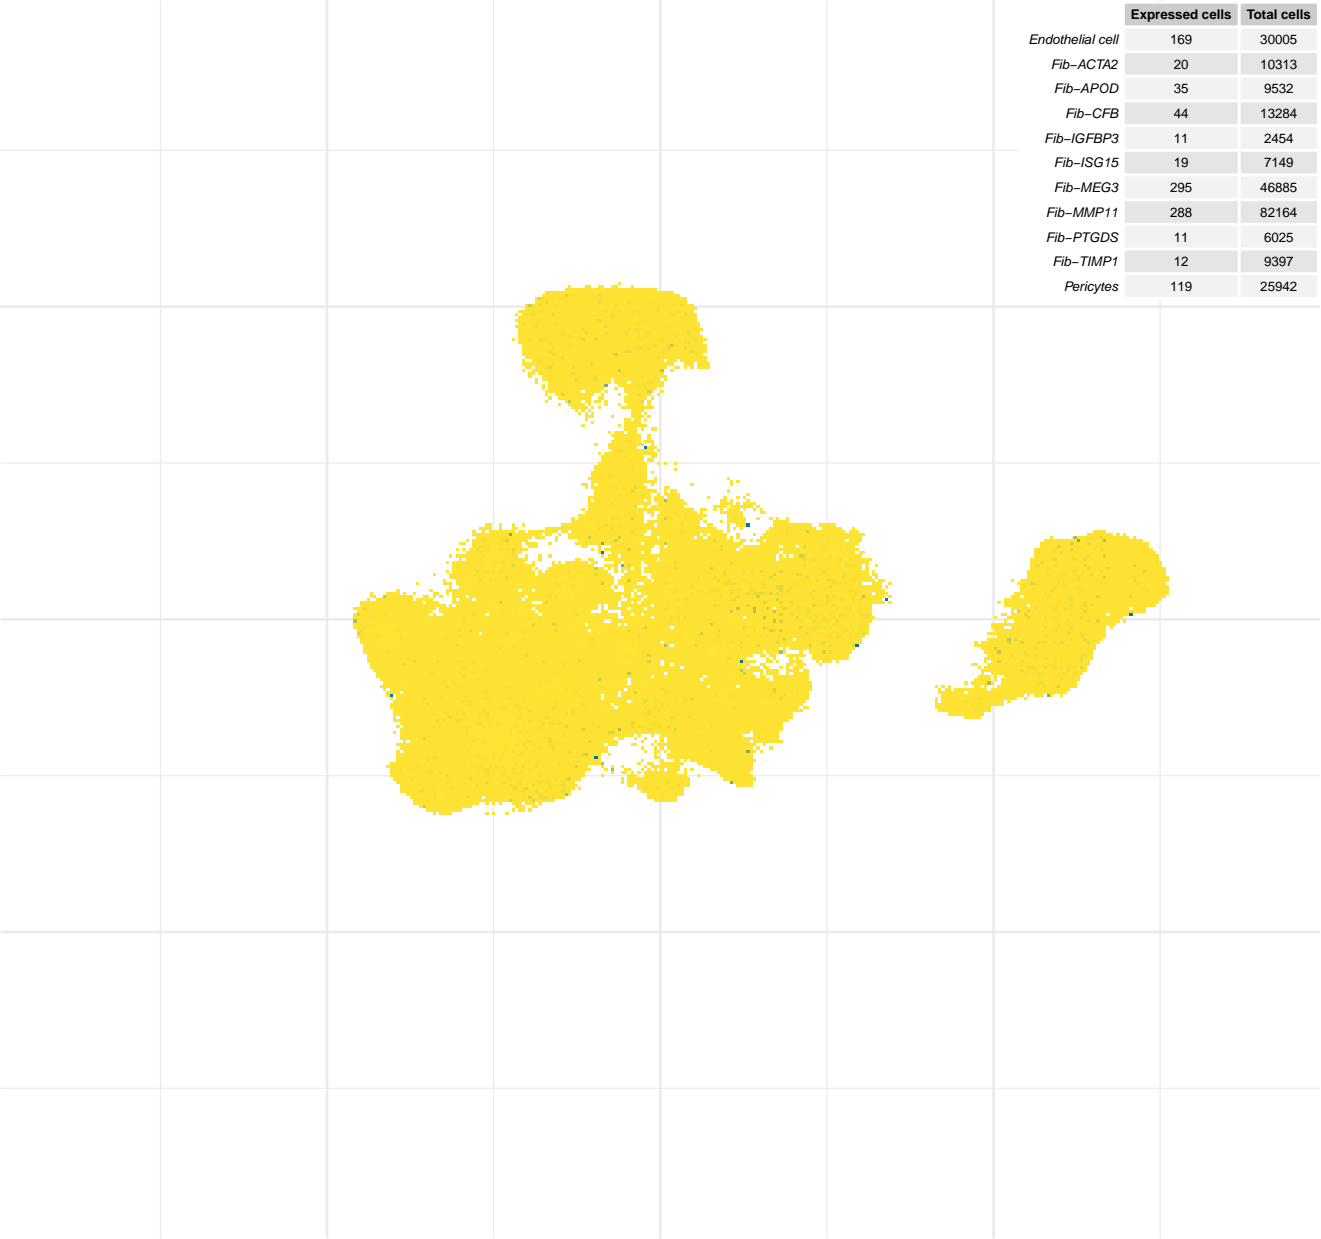 Expressed cells Total cells
Endothelial cell 169 30005
Fib−ACTA2 20 10313
Fib−APOD 35 9532
Fib−CFB 44 13284
Fib−IGFBP3 11 2454
Fib−ISG15 19 7149
Fib−MEG3 295 46885
Fib−MMP11 288 82164
Fib−PTGDS 11 6025
Fib−TIMP1 12 9397
Pericytes 119 25942